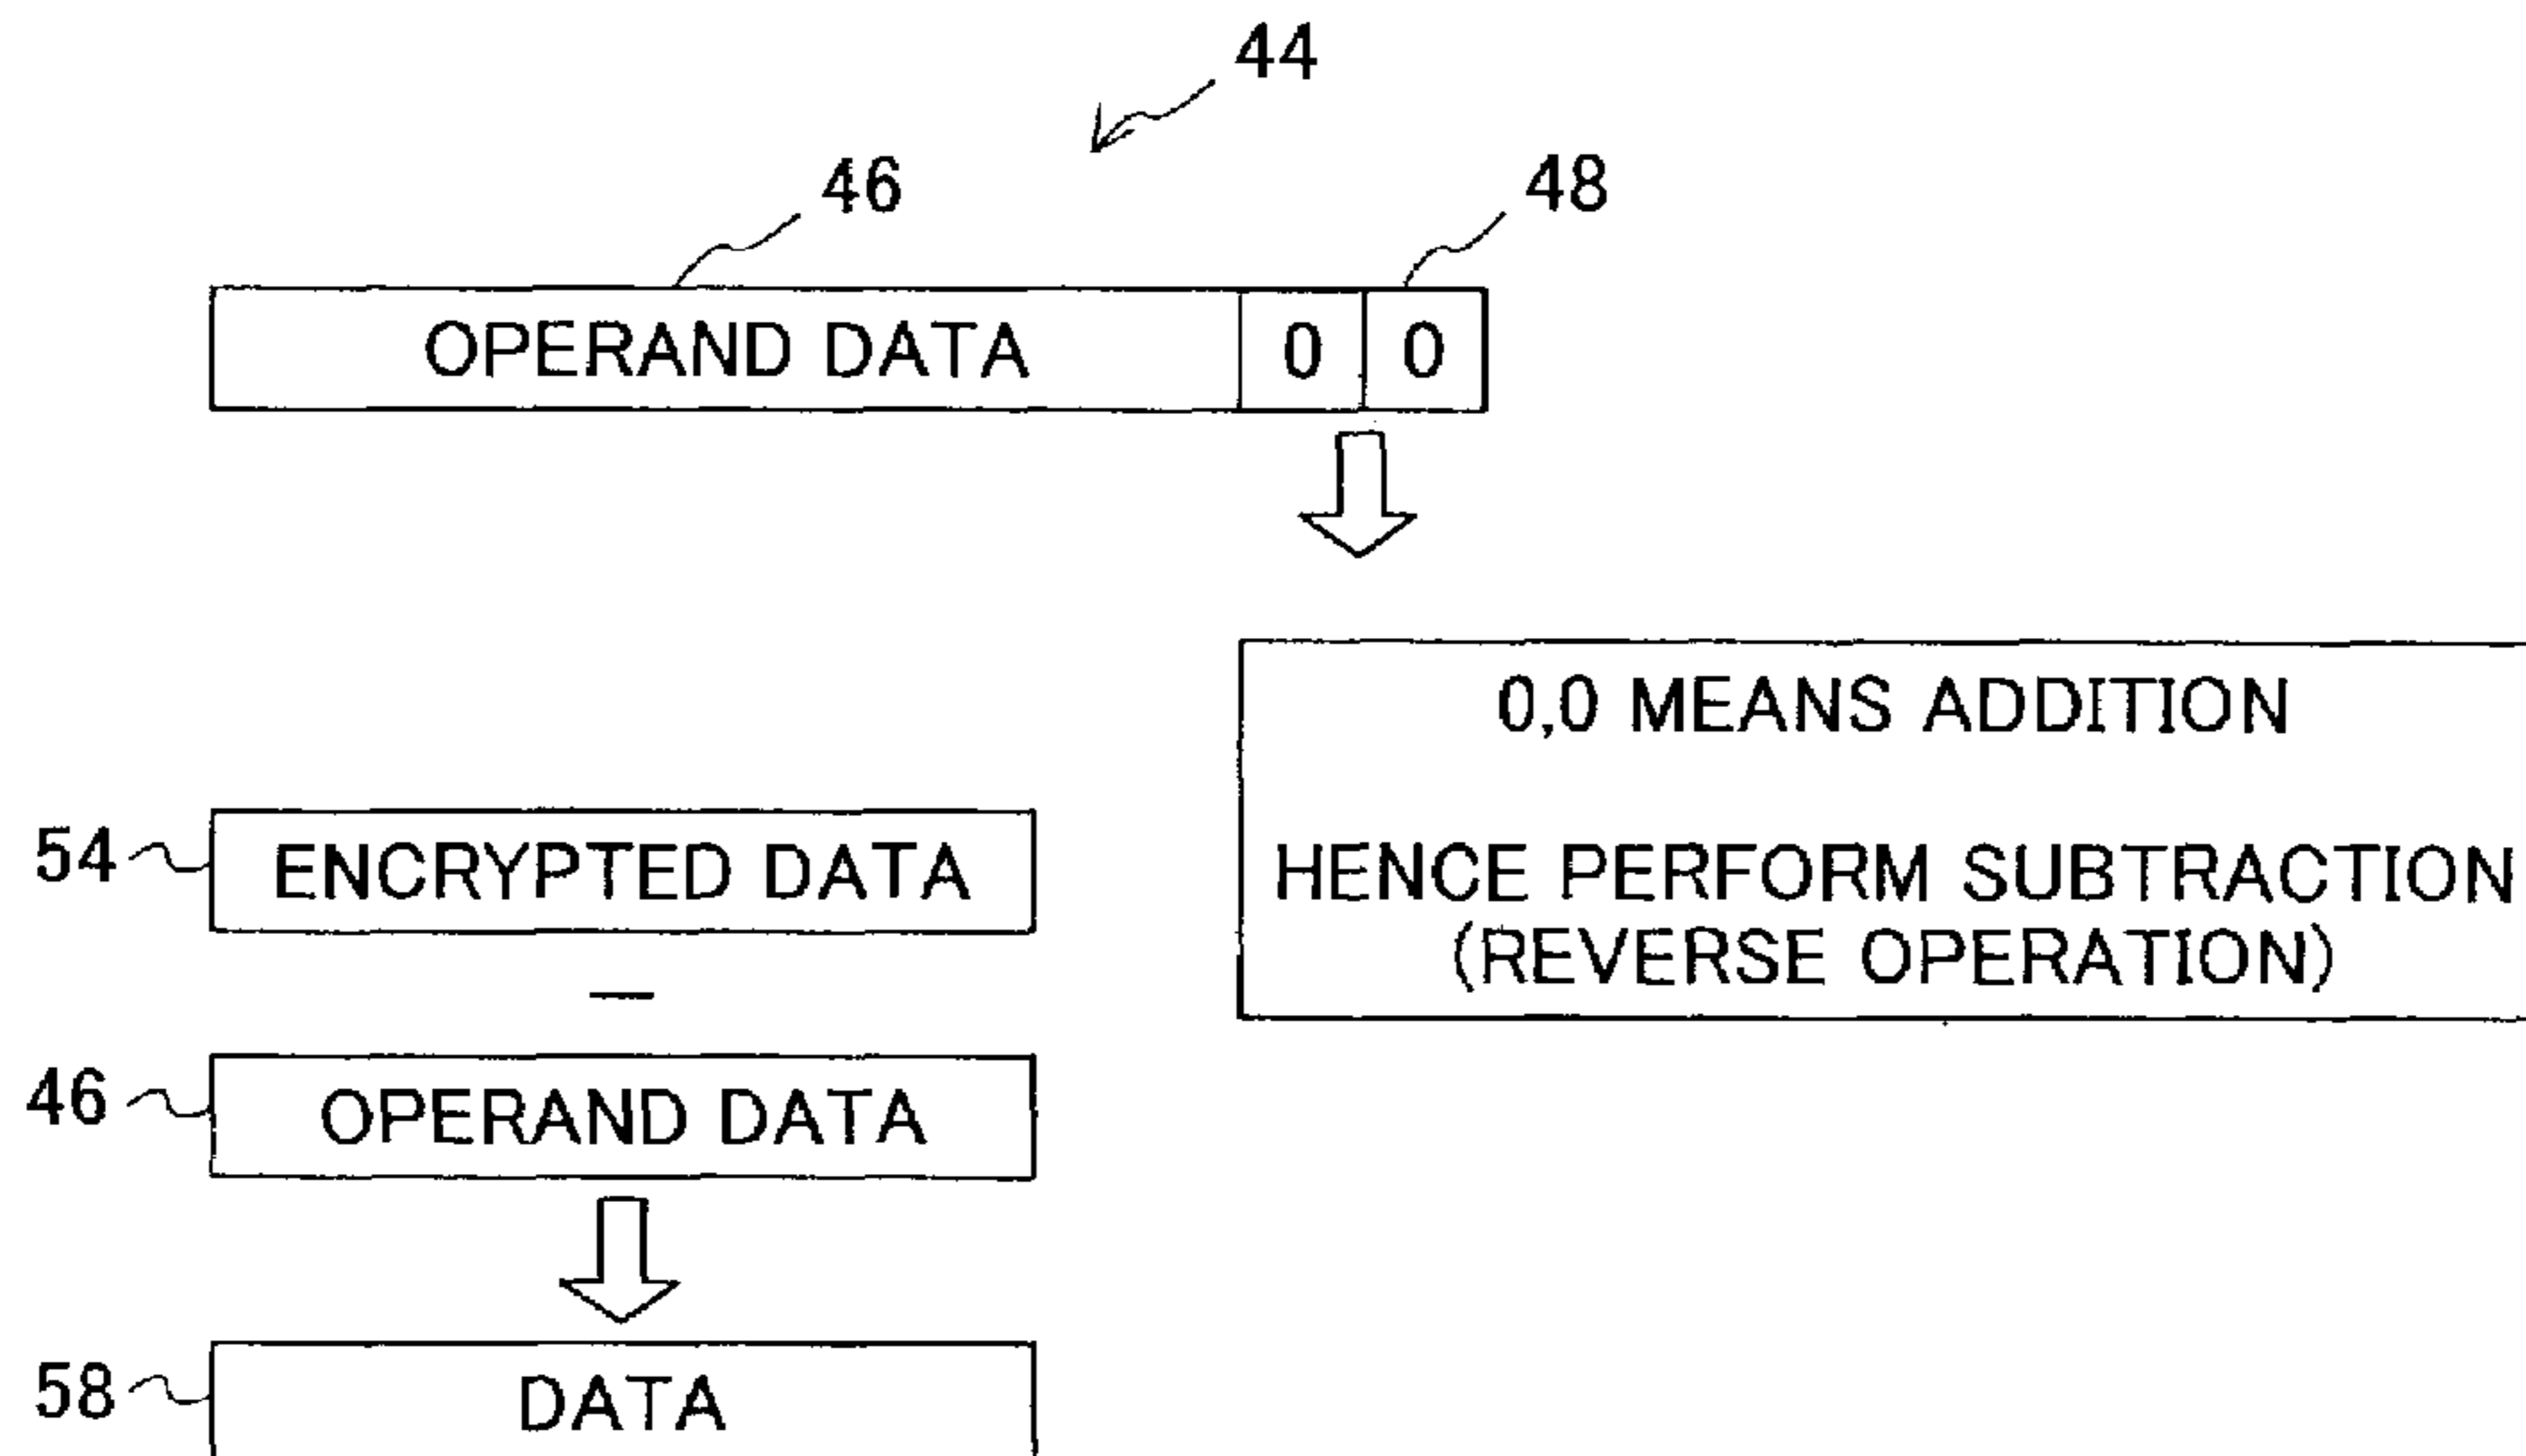 44
46
48
OPERAND DATA 0 0
0,0 MEANS ADDITION
HENCE PERFORM SUBTRACTION
(REVERSE OPERATION)
54 ENCRYPTED DATA
—
46 OPERAND DATA
58 DATA